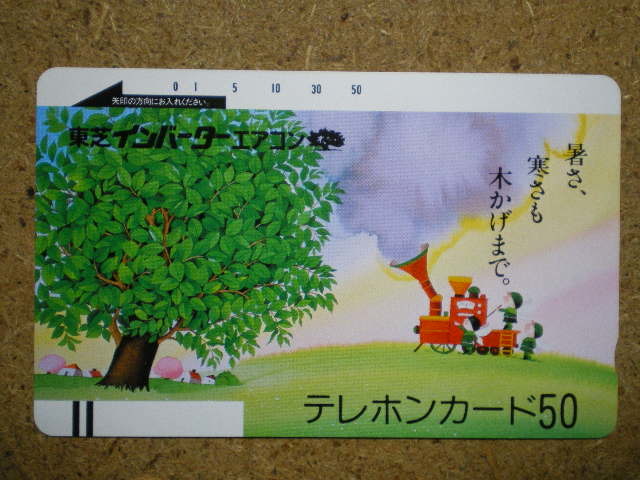 0 1 5 10 30 50
矢印の方向にお入れください。
東芝インバーターエアコン
暑さ、
寒さも
木かげまで。
テレホンカード50